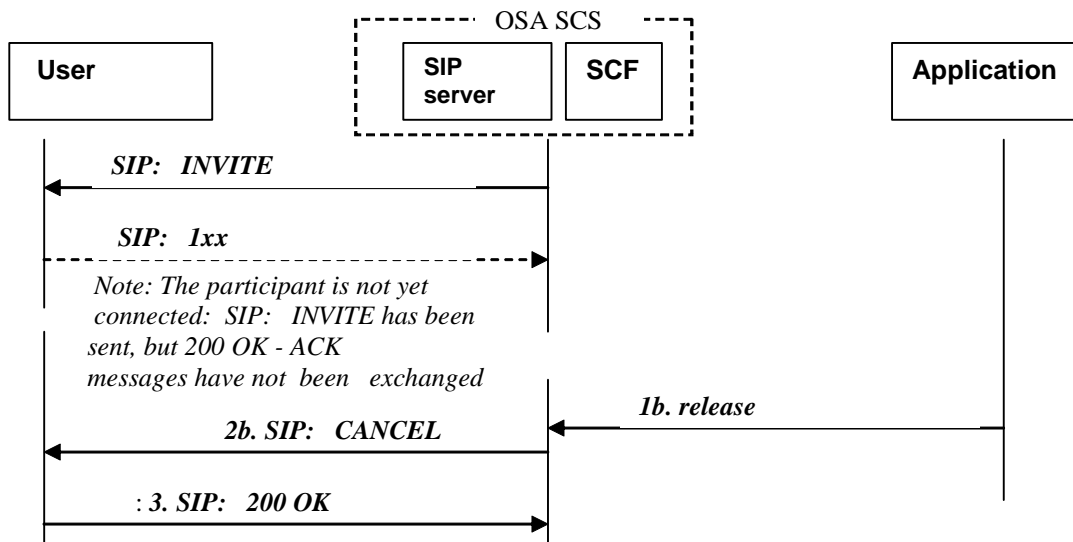 OSA SCS
User
SIP
server
SCF
Application
SIP: INVITE
SIP: 1xx
Note: The participant is not yet
connected: SIP: INVITE has been
sent, but 200 OK - ACK
messages have not been exchanged
1b. release
2b. SIP: CANCEL
: 3. SIP: 200 OK